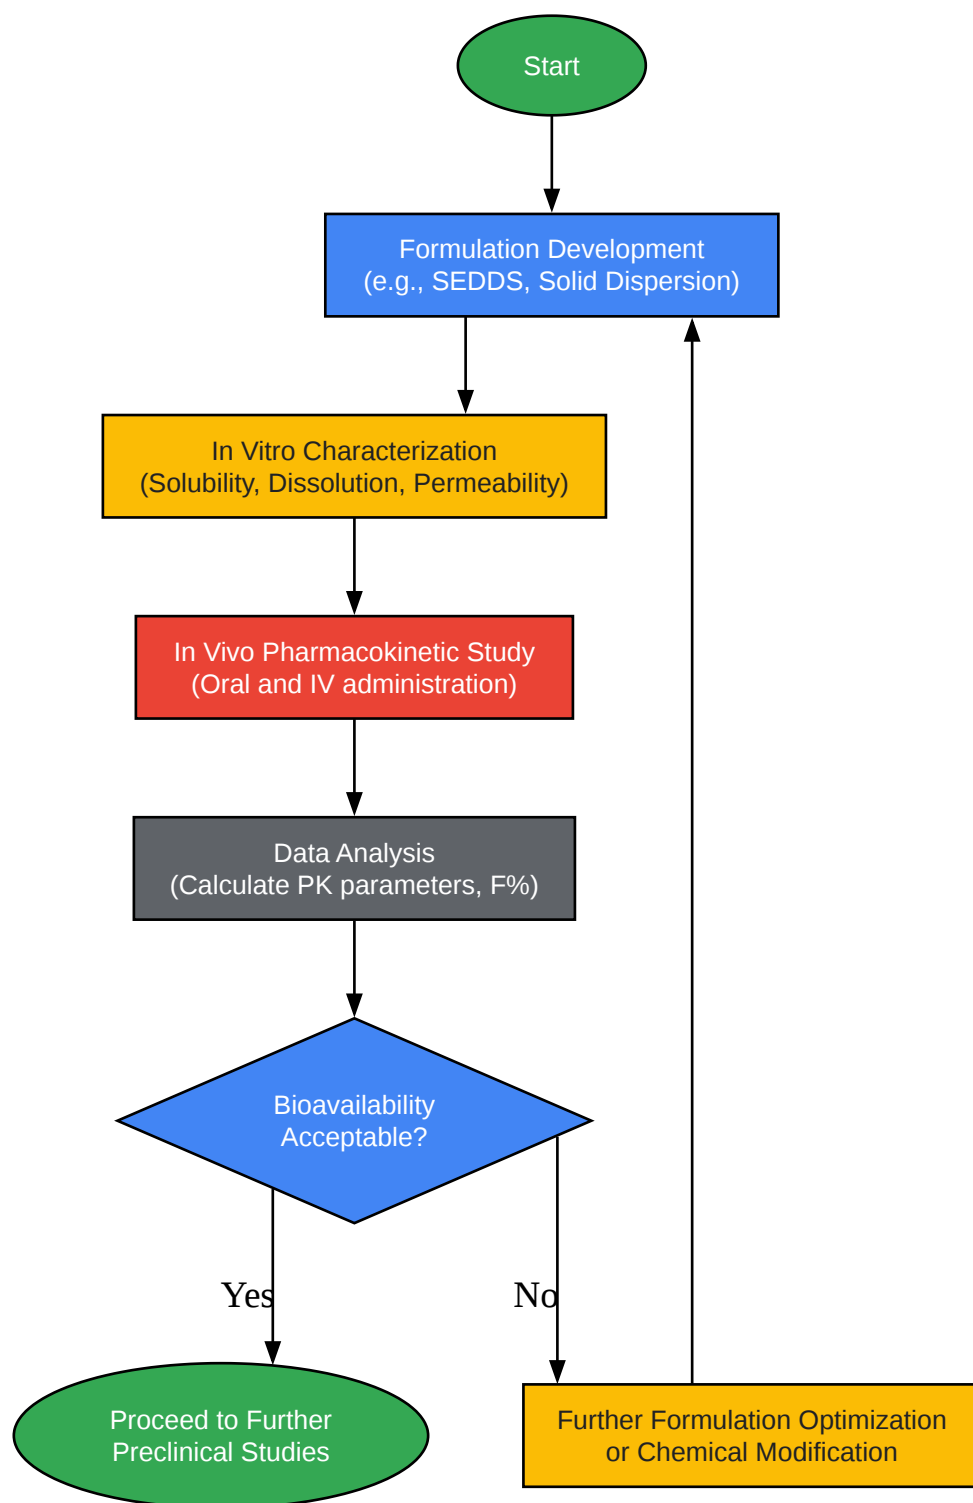 Start
Formulation Development
(e.g., SEDDS, Solid Dispersion)
In Vitro Characterization
(Solubility, Dissolution, Permeability)
In Vivo Pharmacokinetic Study
(Oral and IV administration)
Data Analysis
(Calculate PK parameters, F%)
Bioavailability
Acceptable?
Yes
No
Proceed to Further
Preclinical Studies
Further Formulation Optimization
or Chemical Modification